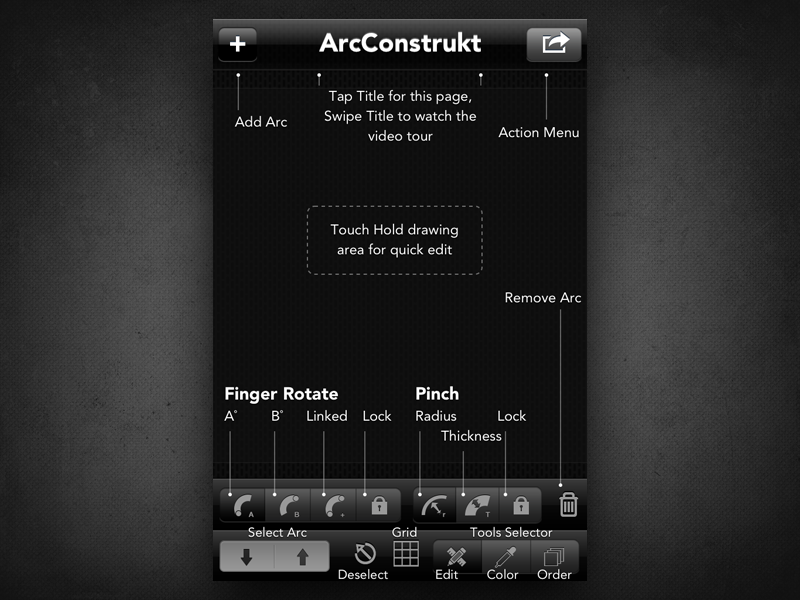 + ArcConstrukt
Tap Title for this page,
Swipe Title to watch the
video tour
Add Arc
Action Menu
Touch Hold drawing
area for quick edit
Remove Arc
Finger Rotate
Pinch
A° B° Linked Lock
Radius Lock
Thickness
A B + r T
Select Arc
Grid
Tools Selector
Deselect
Edit Color Order